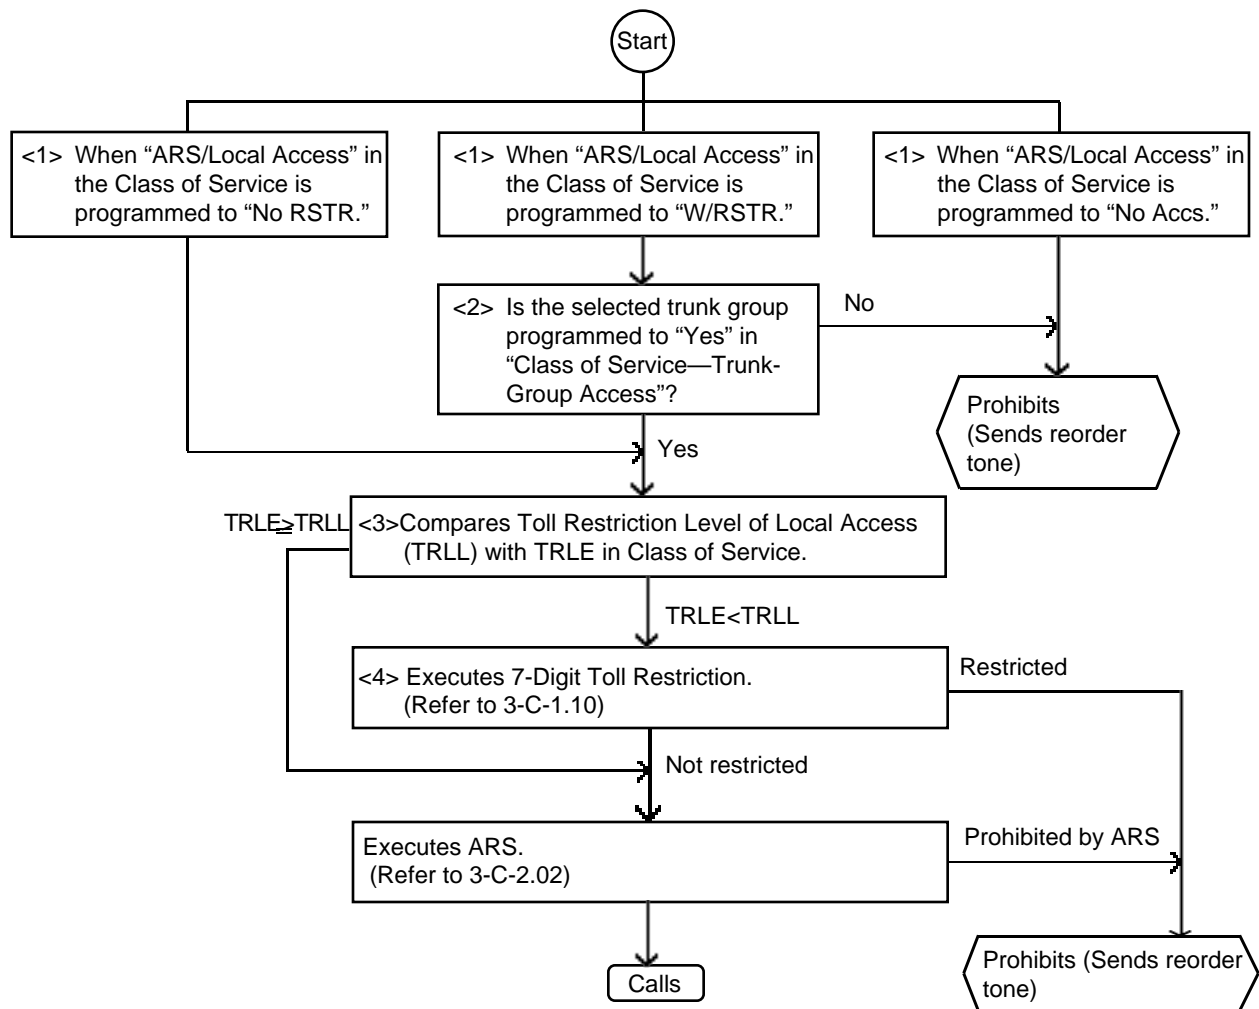 Start
<1> When “ARS/Local Access” in
the Class of Service is
programmed to “No RSTR.”
<1> When “ARS/Local Access” in
the Class of Service is
programmed to “W/RSTR.”
<1> When “ARS/Local Access” in
the Class of Service is
programmed to “No Accs.”
<2> Is the selected trunk group
programmed to “Yes” in
“Class of Service—Trunk-
Group Access”?
No
Prohibits
(Sends reorder
tone)
Yes
TRLE≥TRLL
<3>Compares Toll Restriction Level of Local Access
(TRLL) with TRLE in Class of Service.
TRLE<TRLL
<4> Executes 7-Digit Toll Restriction.
(Refer to 3-C-1.10)
Restricted
Not restricted
Executes ARS.
(Refer to 3-C-2.02)
Prohibited by ARS
Prohibits (Sends reorder
tone)
Calls